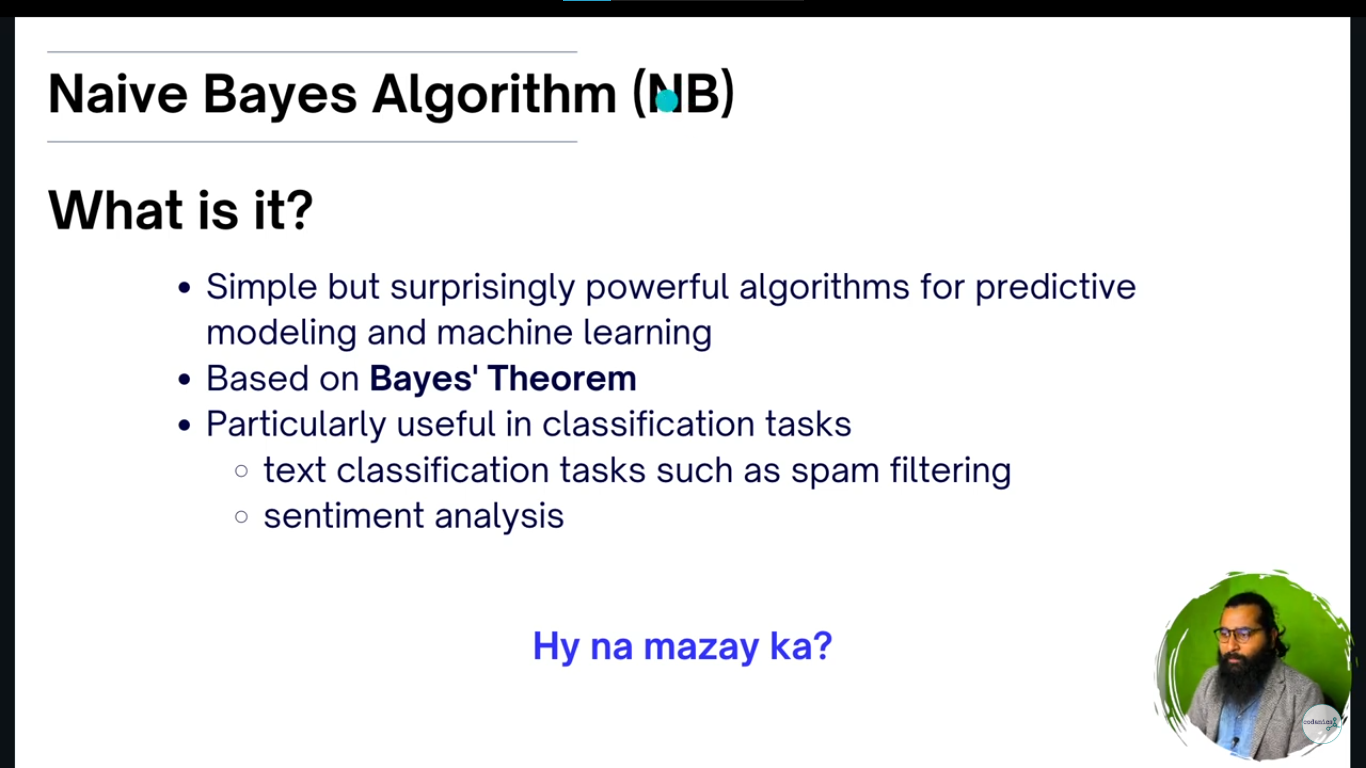 Naive Bayes Algorithm (NB)
What is it?
• Simple but surprisingly powerful algorithms for predictive
modeling and machine learning
• Based on Bayes' Theorem
• Particularly useful in classification tasks
○ text classification tasks such as spam filtering
○ sentiment analysis
Hy na mazay ka?
codanics